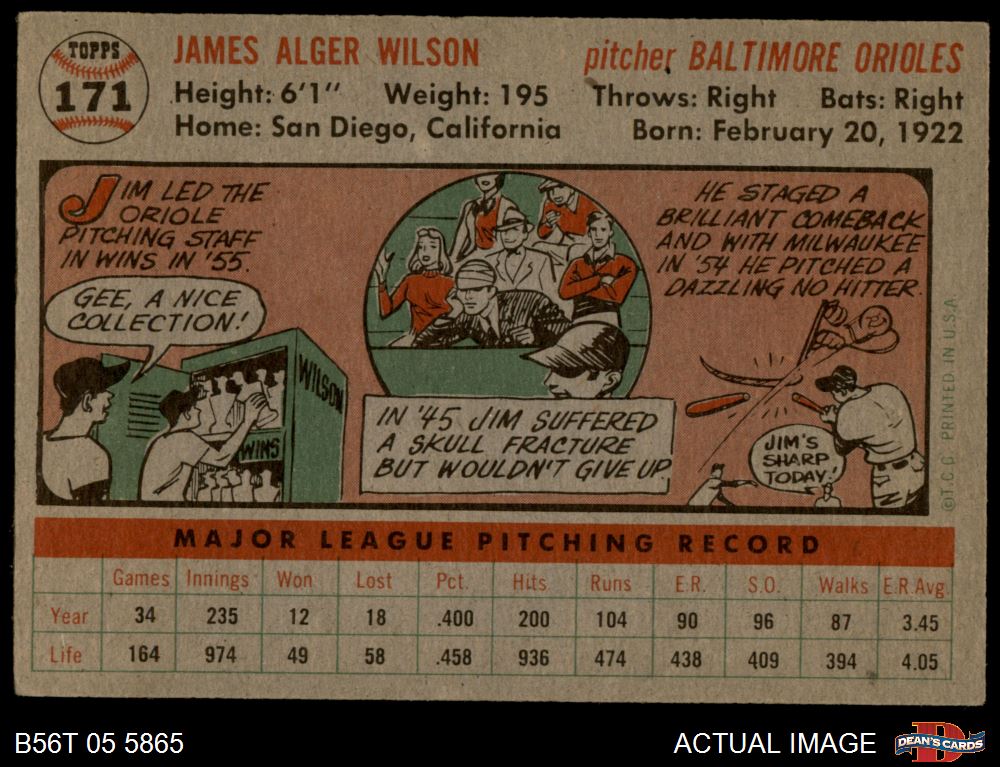 TOPPS
171
JAMES ALGER WILSON pitcher BALTIMORE ORIOLES
Height: 6'1" Weight: 195 Throws: Right Bats: Right
Home: San Diego, California Born: February 20, 1922
JIM LED THE
ORIOLE
PITCHING STAFF
IN WINS IN '55.
GEE, A NICE
COLLECTION!
WILSON
WINS
IN '45 JIM SUFFERED
A SKULL FRACTURE
BUT WOULDN'T GIVE UP.
HE STAGED A
BRILLIANT COMEBACK
AND WITH MILWAUKEE
IN '54 HE PITCHED A
DAZZLING NO HITTER.
JIM'S
SHARP
TODAY!
©T.C.G. PRINTED IN U.S.A.
MAJOR LEAGUE PITCHING RECORD
Games Innings Won Lost Pct. Hits Runs E.R. S.O. Walks E.R.Avg.
Year 34 235 12 18 .400 200 104 90 96 87 3.45
Life 164 974 49 58 .458 936 474 438 409 394 4.05
B56T 05 5865 ACTUAL IMAGE DEAN'S CARDS